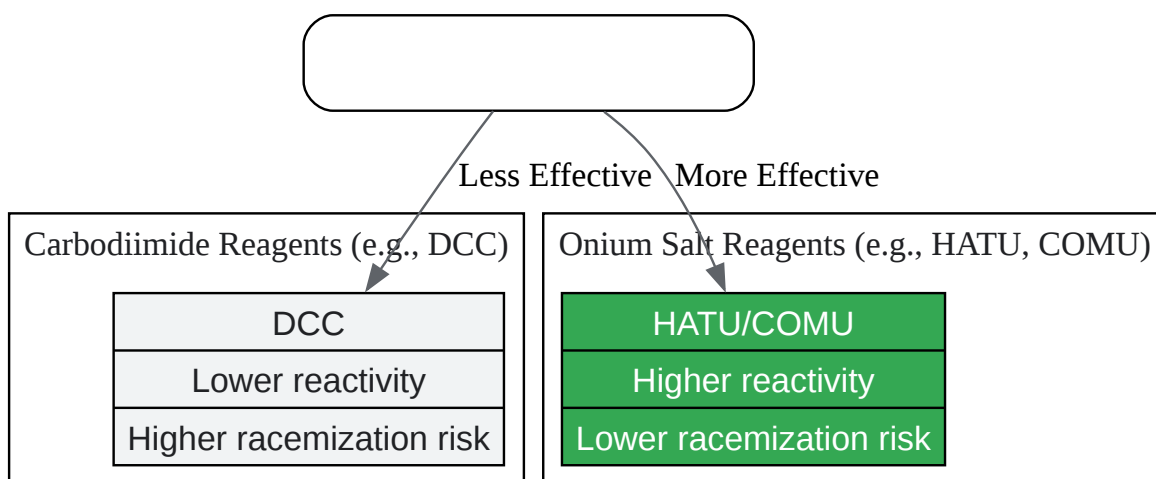 Less Effective
More Effective
Carbodiimide Reagents (e.g., DCC)
DCC
Lower reactivity
Higher racemization risk
Onium Salt Reagents (e.g., HATU, COMU)
HATU/COMU
Higher reactivity
Lower racemization risk